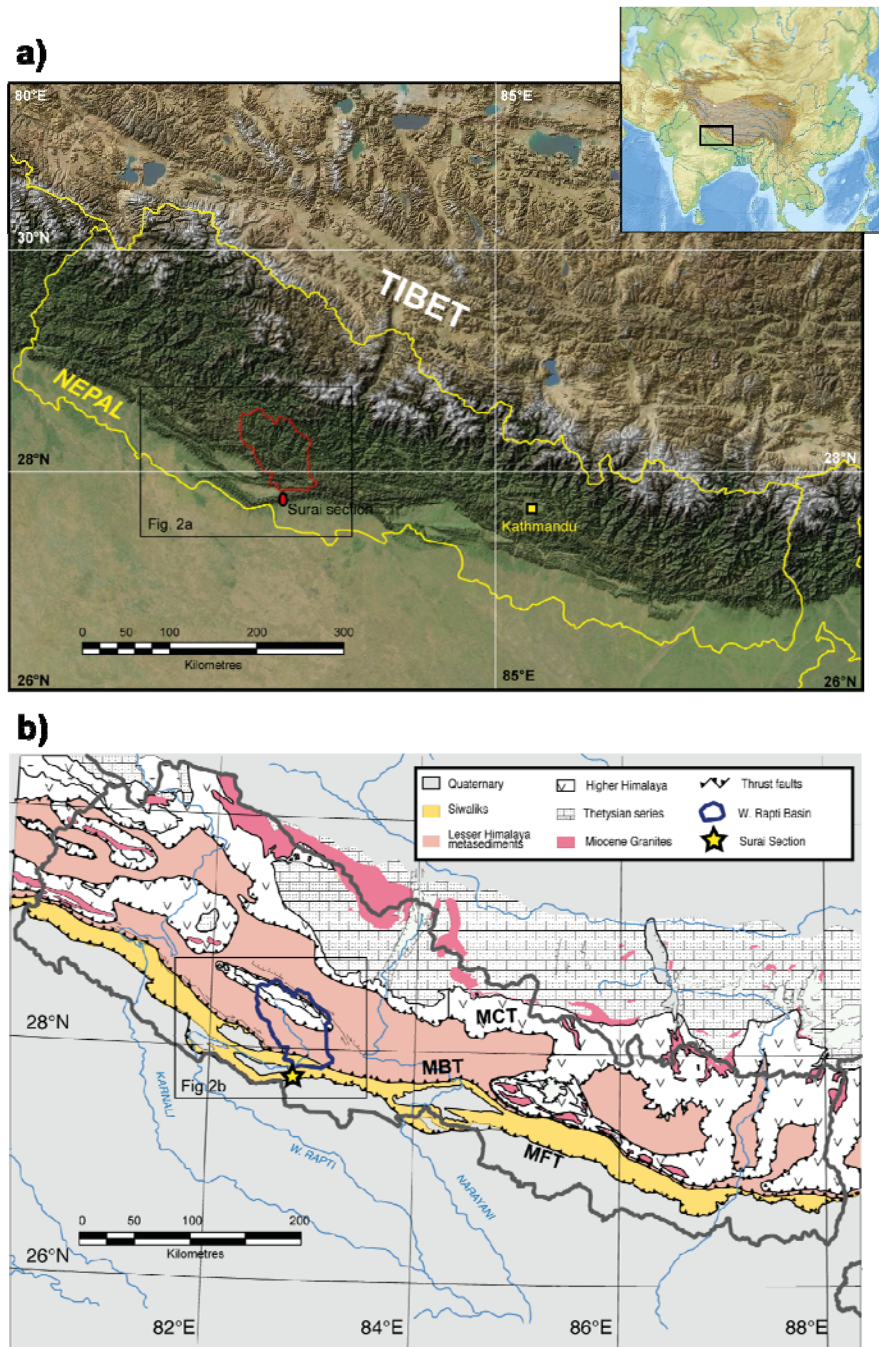 a)
80°E
85°E
30°N
TIBET
NEPAL
28°N
28°N
Surai section
Kathmandu
Fig. 2a
0 50 100 200 300
Kilometres
26°N
85°E
26°N
b)
Quaternary
Higher Himalaya
Thrust faults
Siwaliks
Thetysian series
W. Rapti Basin
Lesser Himalaya
metasediments
Miocene Granites
Surai Section
28°N
MCT
MBT
Fig.2b
KARNALI
W. RAPTI
NARAYANI
MFT
0 50 100 200
Kilometres
26°N
82°E
84°E
86°E
88°E